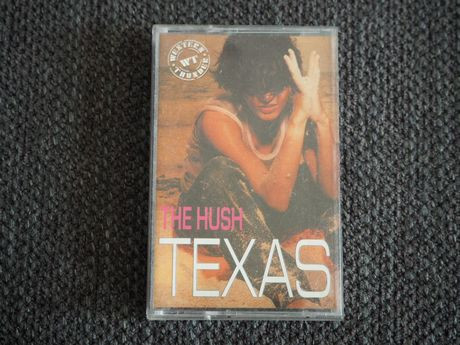 WESTERN
WT
THUNDER
THE HUSH
TEXAS